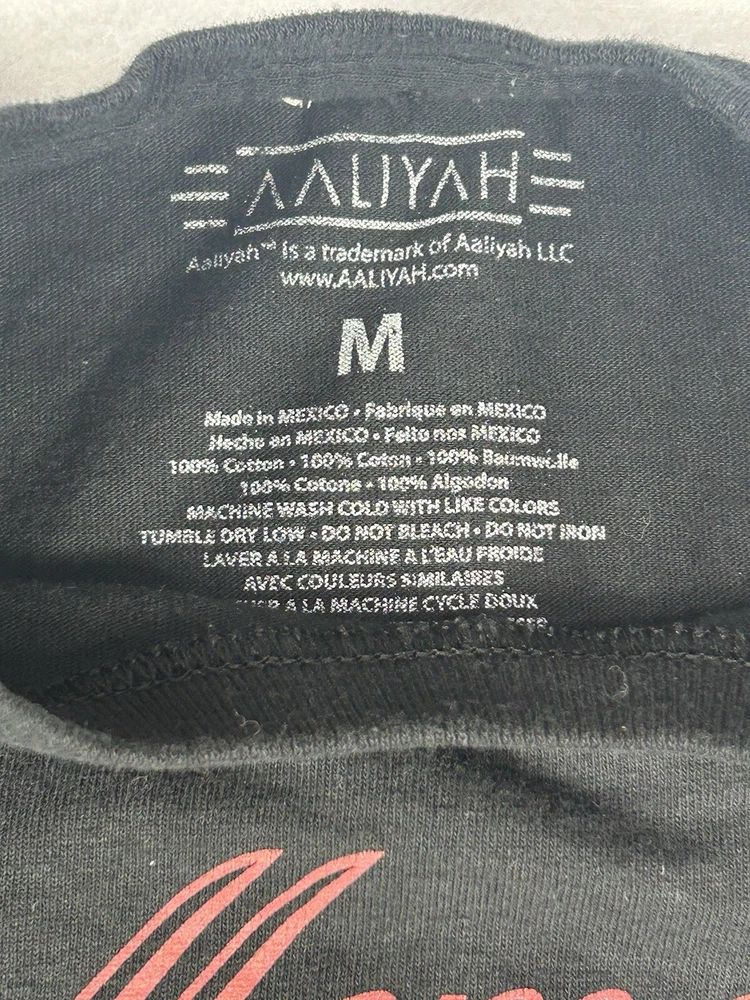 AALIYAH
Aaliyah™ is a trademark of Aaliyah LLC
www.AALIYAH.com
M
Made in MEXICO • Fabrique en MEXICO
Hecho en MEXICO • Feito nos MEXICO
100% Cotton • 100% Coton • 100% Baumwolle
100% Cotone • 100% Algodon
MACHINE WASH COLD WITH LIKE COLORS
TUMBLE DRY LOW • DO NOT BLEACH • DO NOT IRON
LAVER A LA MACHINE A L'EAU FROIDE
AVEC COULEURS SIMILAIRES
A LA MACHINE CYCLE DOUX